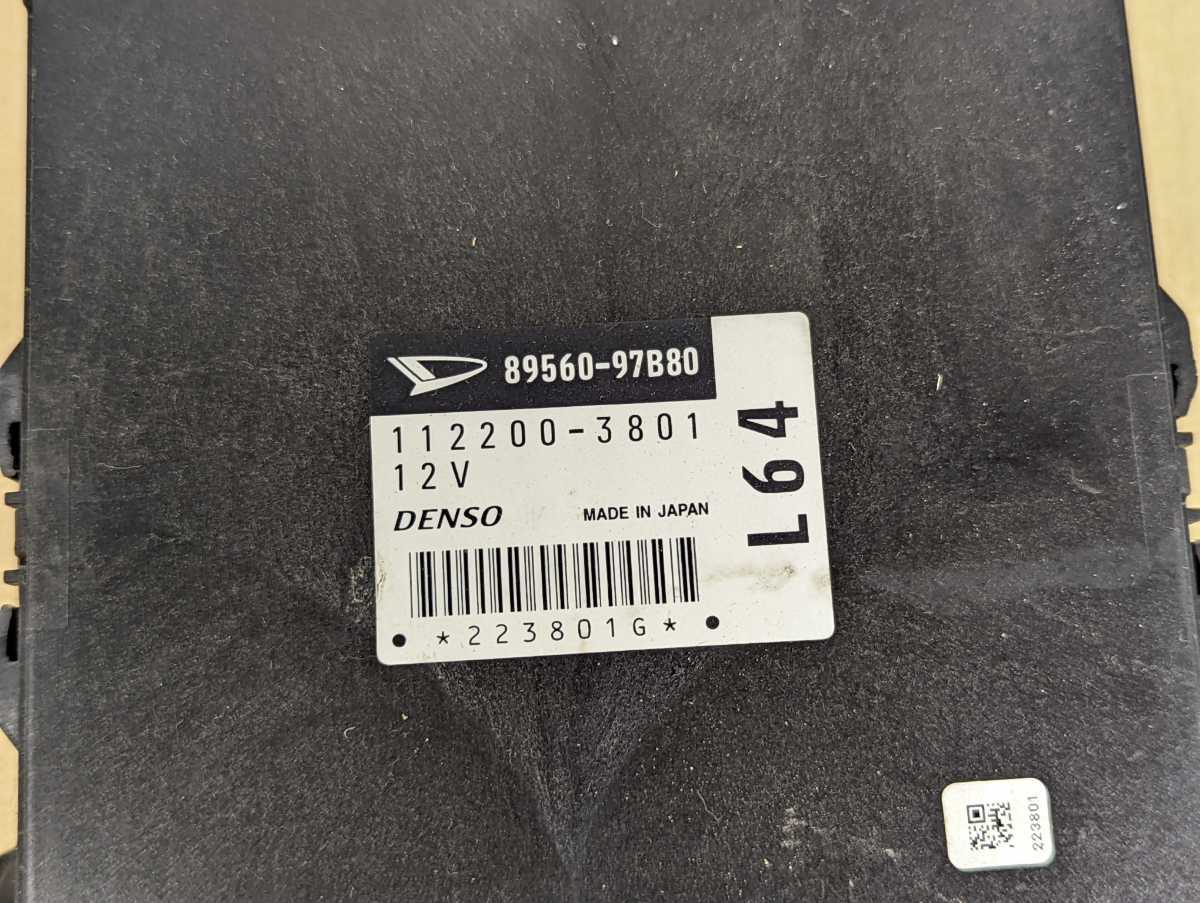 89560-97B80
112200-3801
12V
DENSO MADE IN JAPAN
*223801G*
L64
223801